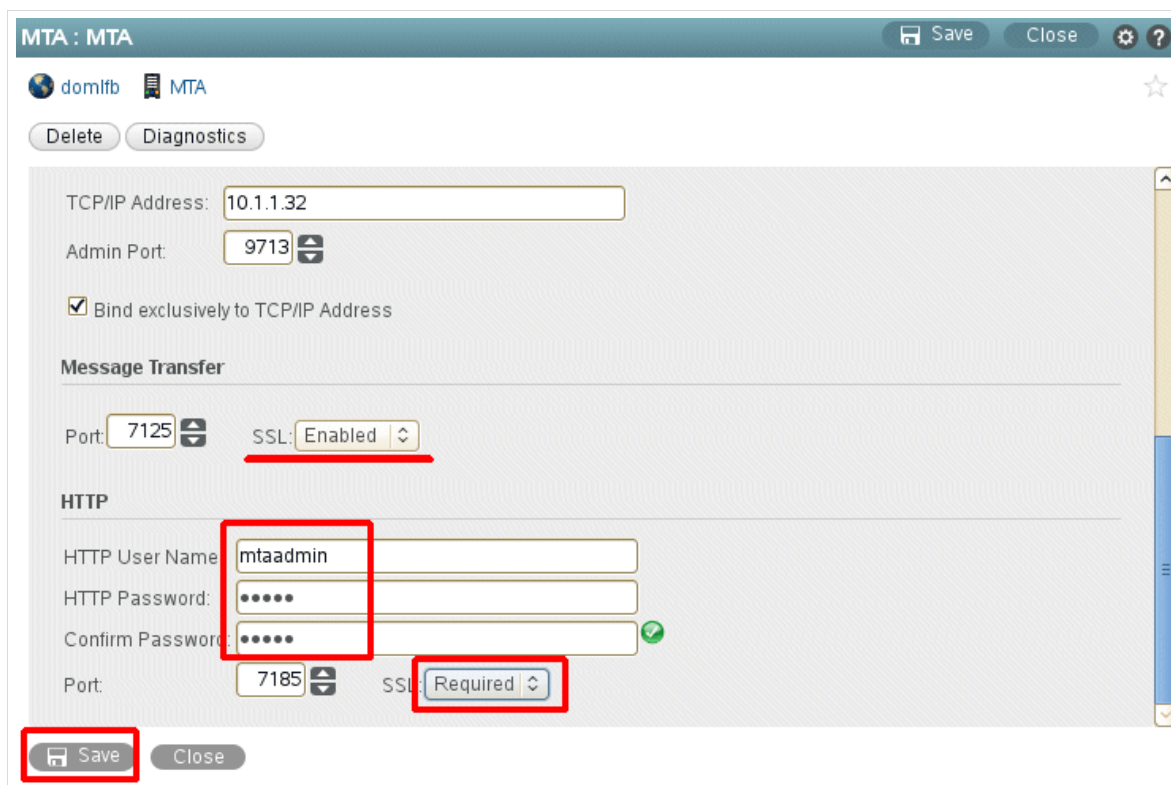 MTA : MTA Save Close ?
domlfb MTA
Delete Diagnostics
TCP/IP Address: 10.1.1.32
Admin Port: 9713
Bind exclusively to TCP/IP Address
Message Transfer
Port: 7125 SSL: Enabled
HTTP
HTTP User Name mtaadmin
HTTP Password: •••••
Confirm Password: •••••
Port: 7185 SSL: Required
Save Close